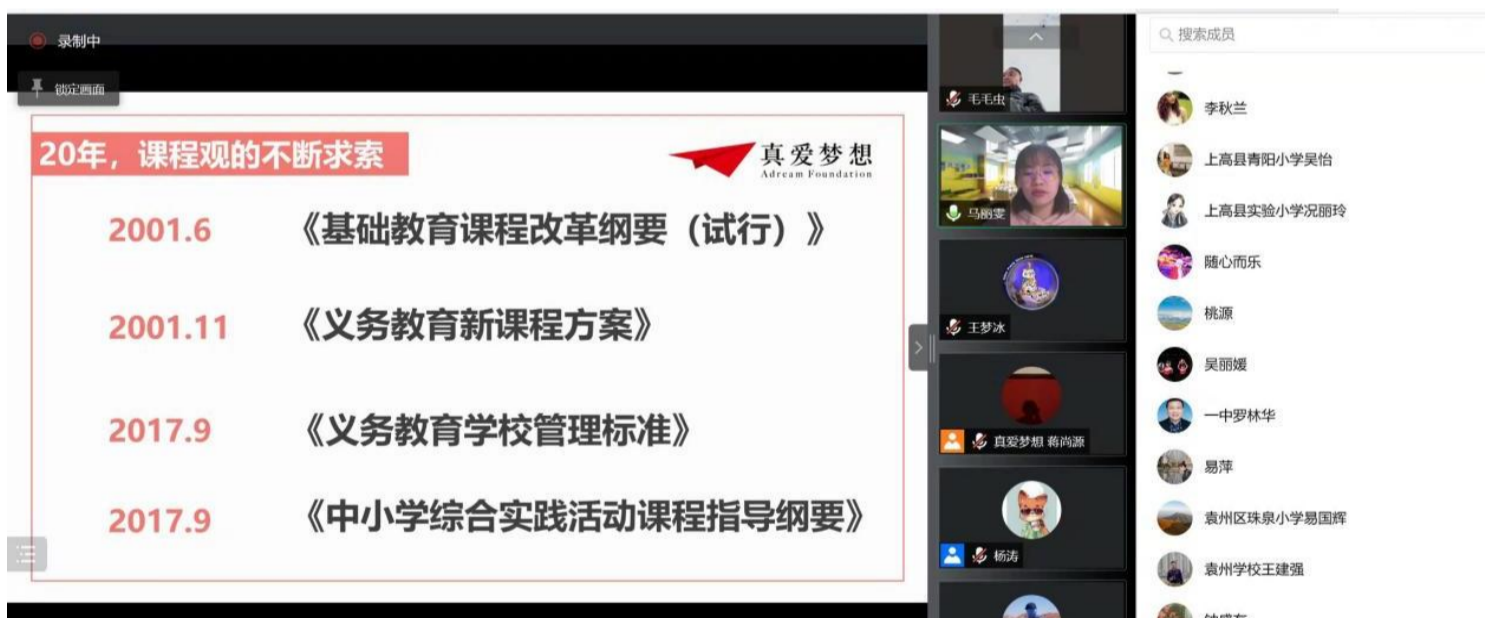 录制中
锁定画面
20年，课程观的不断求索
真爱梦想
Adream Foundation
2001.6 《基础教育课程改革纲要（试行）》
2001.11 《义务教育新课程方案》
2017.9 《义务教育学校管理标准》
2017.9 《中小学综合实践活动课程指导纲要》
毛毛虫
马丽雯
王梦冰
真爱梦想 蒋尚源
杨涛
搜索成员
李秋兰
上高县青阳小学吴怡
上高县实验小学况丽玲
随心而乐
桃源
吴丽媛
一中罗林华
易萍
袁州区珠泉小学易国辉
袁州学校王建强